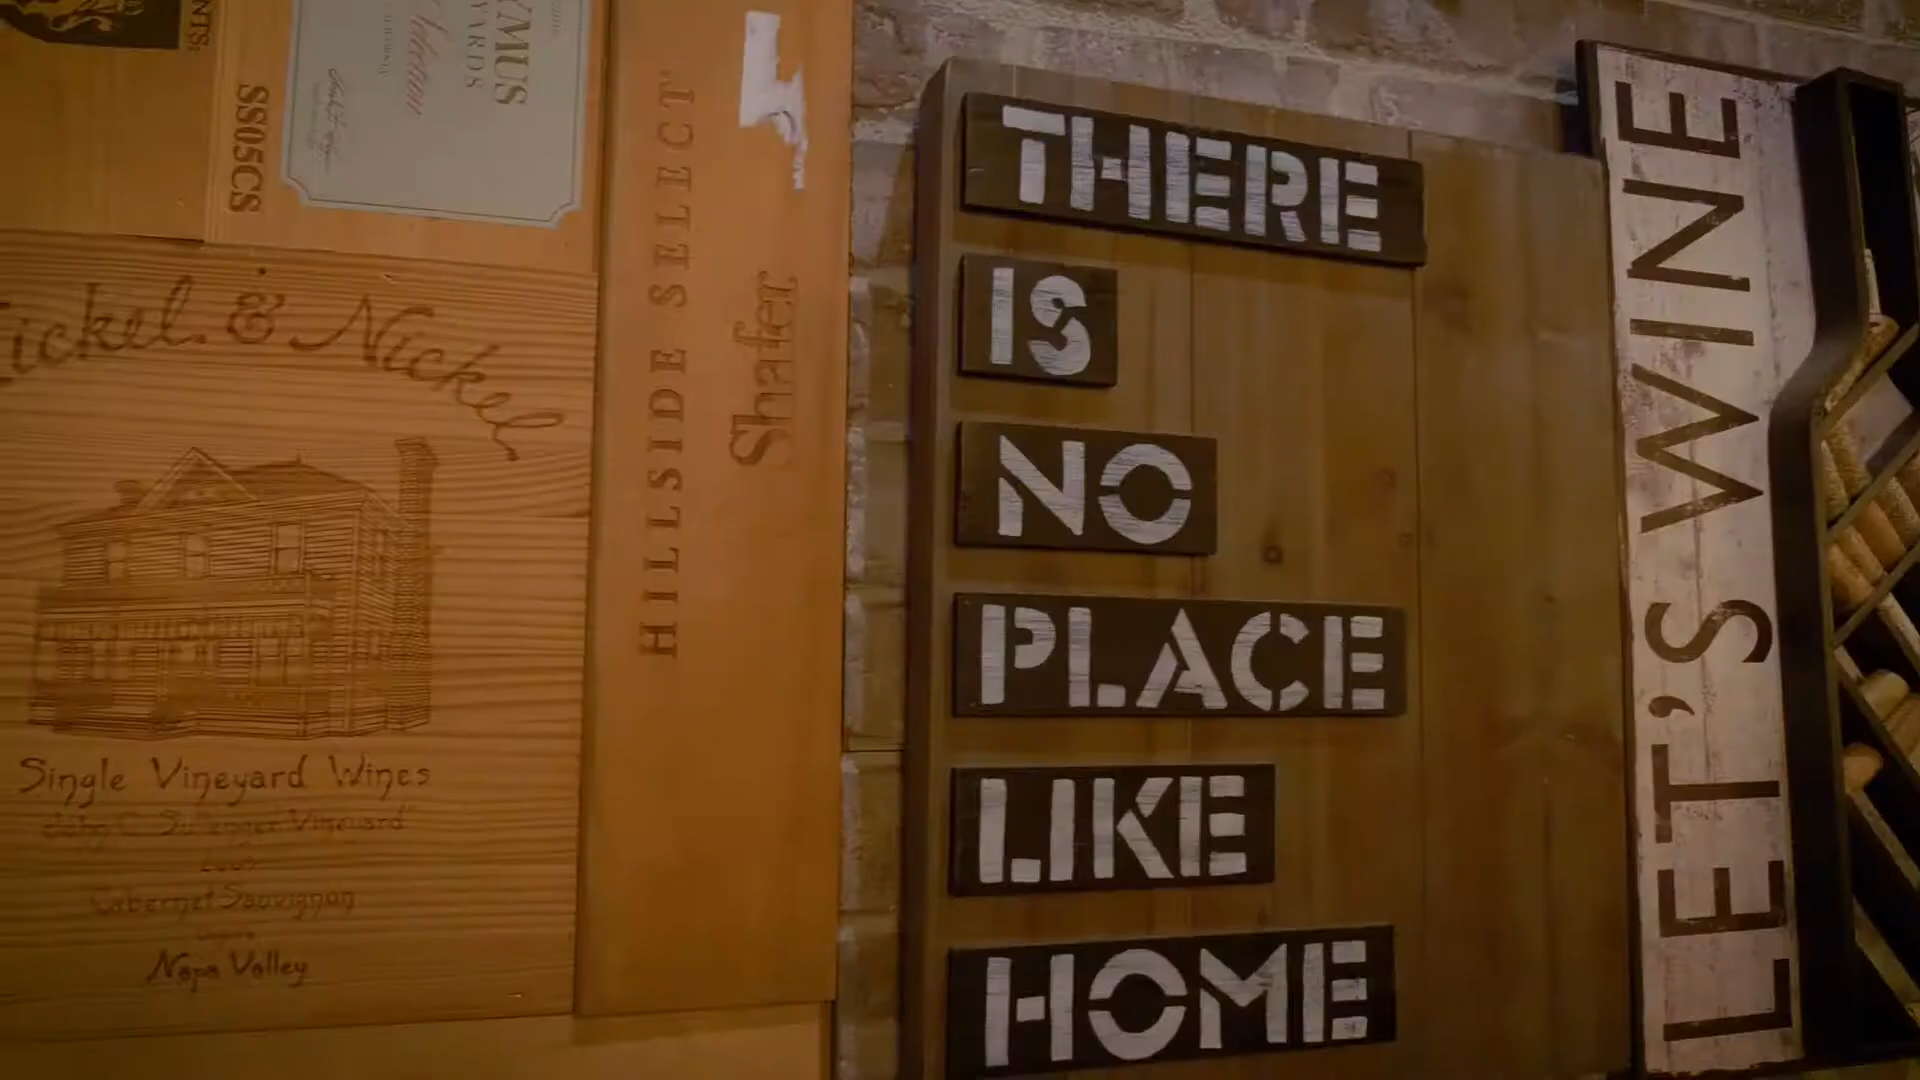 SS05CS
Nickel & Nickel
Single Vineyard Wines
Cabernet Sauvignon
Napa Valley
HILLSIDE SELECT
Shafer
THERE
IS
NO
PLACE
LIKE
HOME
LET'S WINE